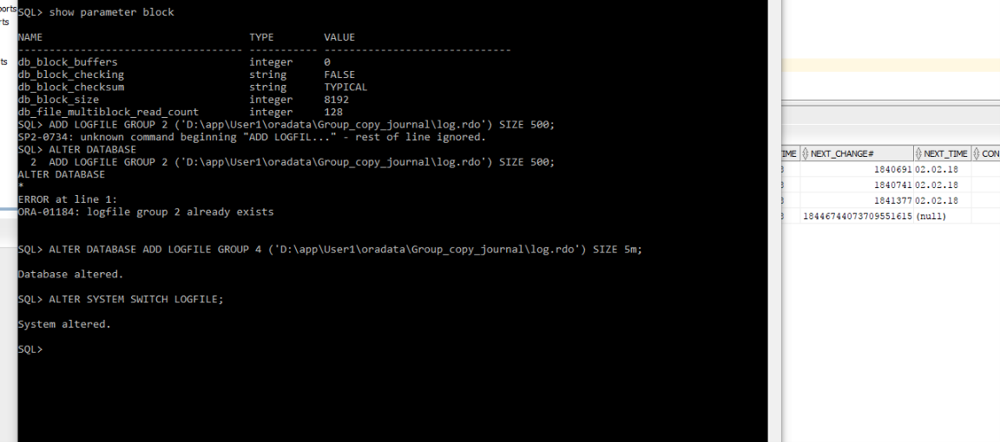 ports
rts
ts
SQL> show parameter block
NAME                                 TYPE        VALUE
------------------------------------ ----------- ------------------------------
db_block_buffers                     integer     0
db_block_checking                    string      FALSE
db_block_checksum                    string      TYPICAL
db_block_size                        integer     8192
db_file_multiblock_read_count        integer     128
SQL> ADD LOGFILE GROUP 2 ('D:\app\User1\oradata\Group_copy_journal\log.rdo') SIZE 500;
SP2-0734: unknown command beginning "ADD LOGFIL..." - rest of line ignored.
SQL> ALTER DATABASE
  2  ADD LOGFILE GROUP 2 ('D:\app\User1\oradata\Group_copy_journal\log.rdo') SIZE 500;
ALTER DATABASE
*
ERROR at line 1:
ORA-01184: logfile group 2 already exists
SQL> ALTER DATABASE ADD LOGFILE GROUP 4 ('D:\app\User1\oradata\Group_copy_journal\log.rdo') SIZE 5m;
Database altered.
SQL> ALTER SYSTEM SWITCH LOGFILE;
System altered.
SQL>
TIME NEXT_CHANGE# NEXT_TIME CON
1840691 02.02.18
1840741 02.02.18
1841377 02.02.18
18446744073709551615 (null)